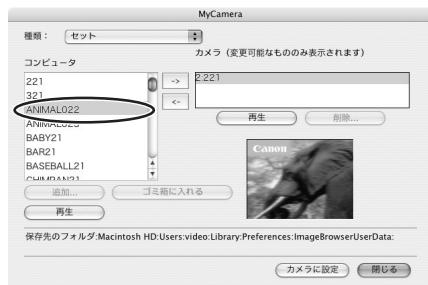 MyCamera
種類： セット
カメラ（変更可能なもののみ表示されます）
コンピュータ
221
321
ANIMAL022
ANIMAL023
BABY21
BAR21
BASEBALL21
CHIMPAN21
->
<-
2:221
再生
削除...
Canon
追加...
ゴミ箱に入れる
再生
保存先のフォルダ:Macintosh HD:Users:video:Library:Preferences:ImageBrowserUserData:
カメラに設定
閉じる